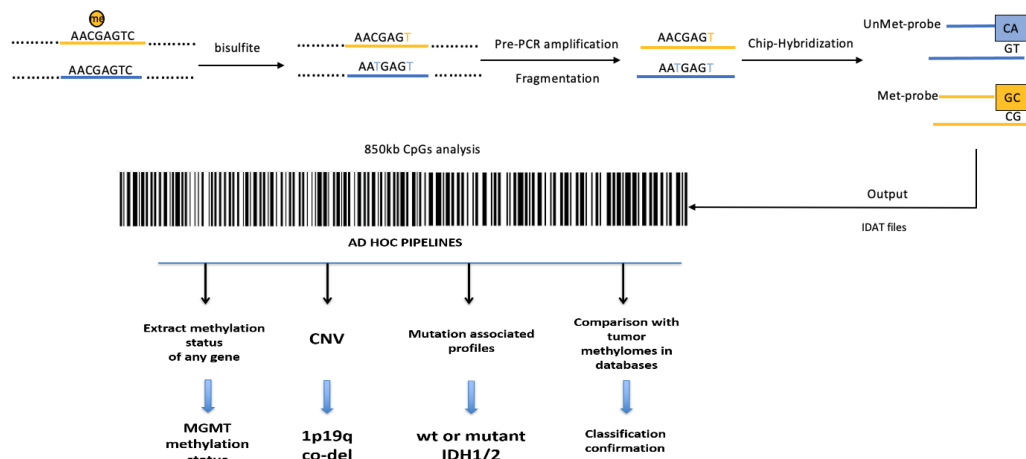 me
AACGAGTC
AACGAGTC
bisulfite
AACGAGT
AATGAGT
Pre-PCR amplification
Fragmentation
AACGAGT
AATGAGT
Chip-Hybridization
UnMet-probe
CA
GT
Met-probe
GC
CG
850kb CpGs analysis
Output
IDAT files
AD HOC PIPELINES
Extract methylation
status
of any gene
CNV
Mutation associated
profiles
Comparison with
tumor
methylomes in
databases
MGMT
methylation
status
1p19q
co-del
wt or mutant
IDH1/2
Classification
confirmation